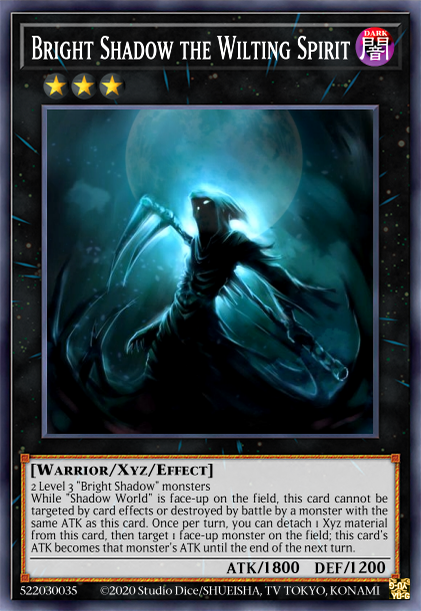 Bright Shadow the Wilting Spirit
DARK
闇
[Warrior/Xyz/Effect]
2 Level 3 "Bright Shadow" monsters
While "Shadow World" is face-up on the field, this card cannot be
targeted by card effects or destroyed by battle by a monster with the
same ATK as this card. Once per turn, you can detach 1 Xyz material
from this card, then target 1 face-up monster on the field; this card's
ATK becomes that monster's ATK until the end of the next turn.
ATK/1800 DEF/1200
522030035 ©2020 Studio Dice/SHUEISHA, TV TOKYO, KONAMI